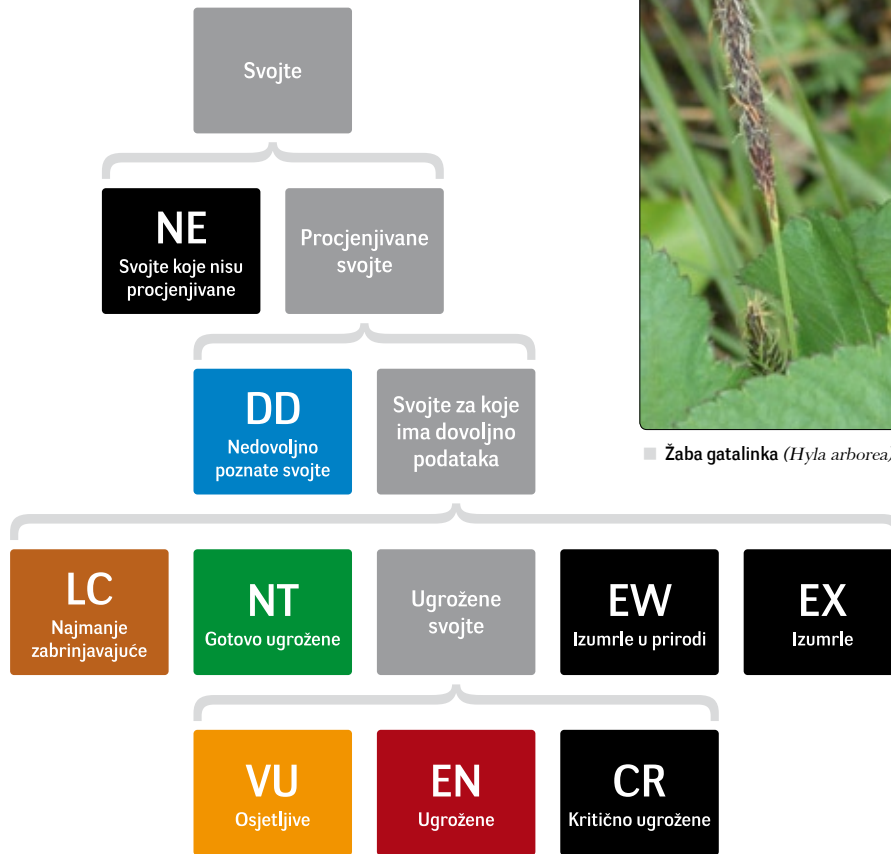 Svojte
NE
Svojte koje nisu
procjenjivane
Procjenjivane
svojte
DD
Nedovoljno
poznate svojte
Svojte za koje
ima dovoljno
podataka
Žaba gatalinka (Hyla arborea)
LC
Najmanje
zabrinjavajuće
NT
Gotovo ugrožene
Ugrožene
svojte
EW
Izumrle u prirodi
EX
Izumrle
VU
Osjetljive
EN
Ugrožene
CR
Kritično ugrožene